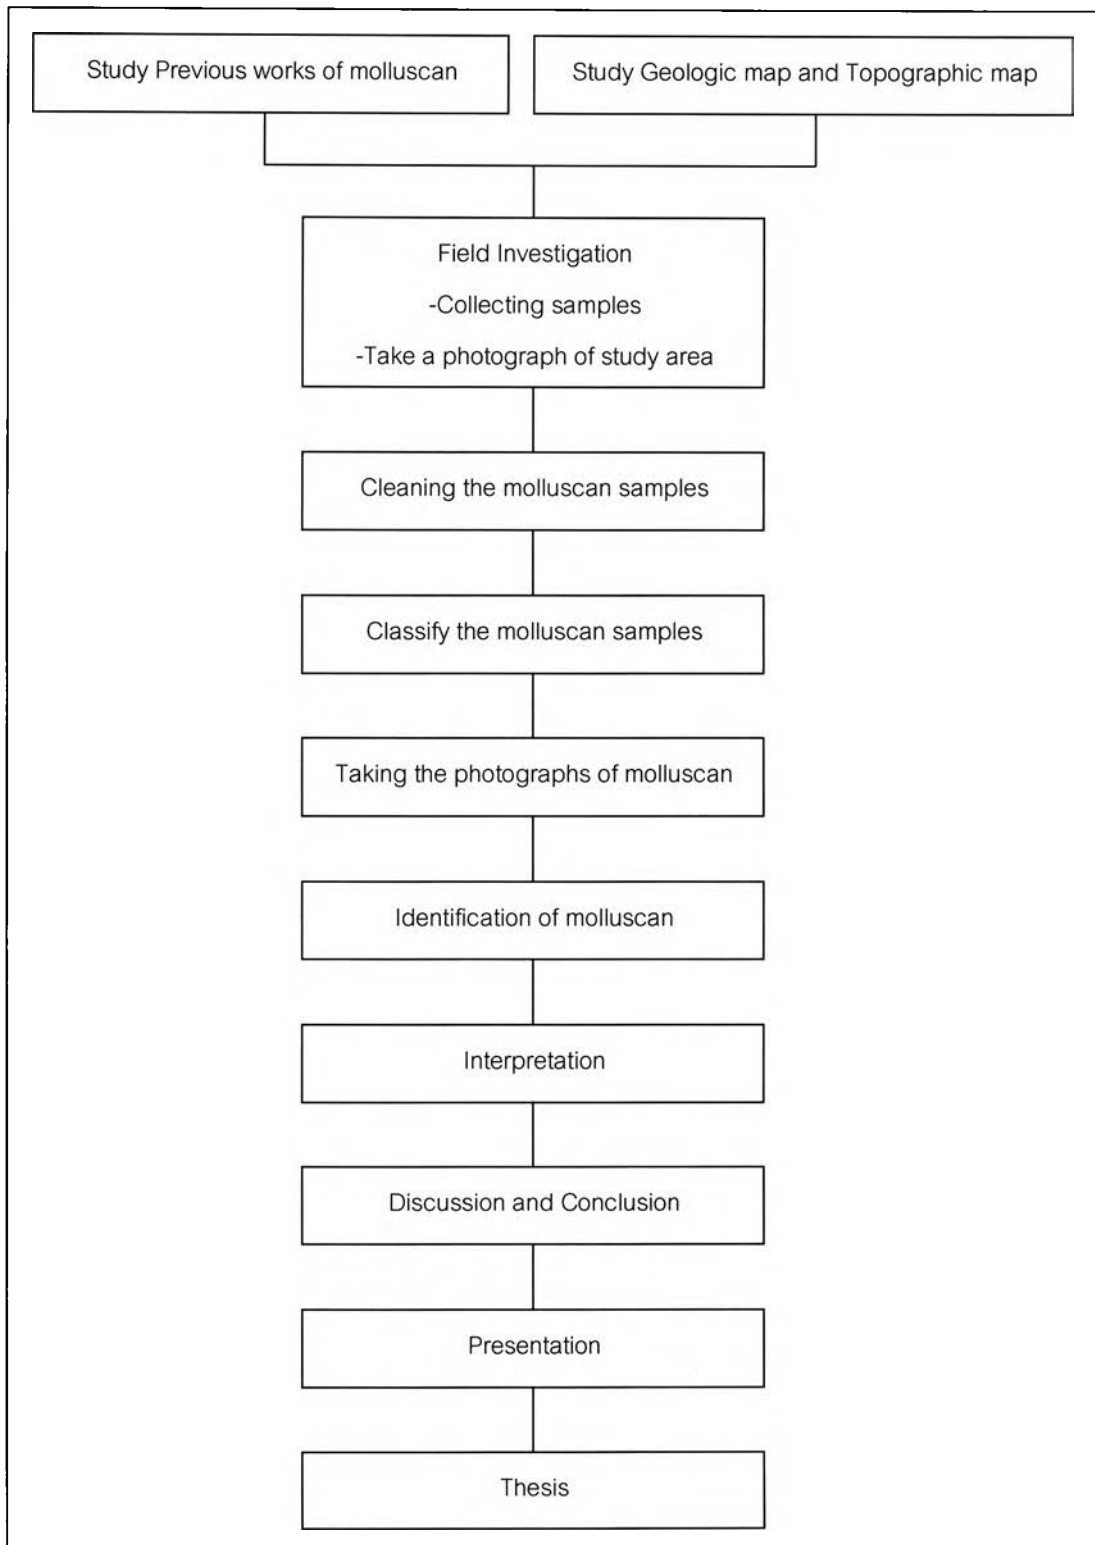 Study Previous works of molluscan
Study Geologic map and Topographic map
Field Investigation
-Collecting samples
-Take a photograph of study area
Cleaning the molluscan samples
Classify the molluscan samples
Taking the photographs of molluscan
Identification of molluscan
Interpretation
Discussion and Conclusion
Presentation
Thesis